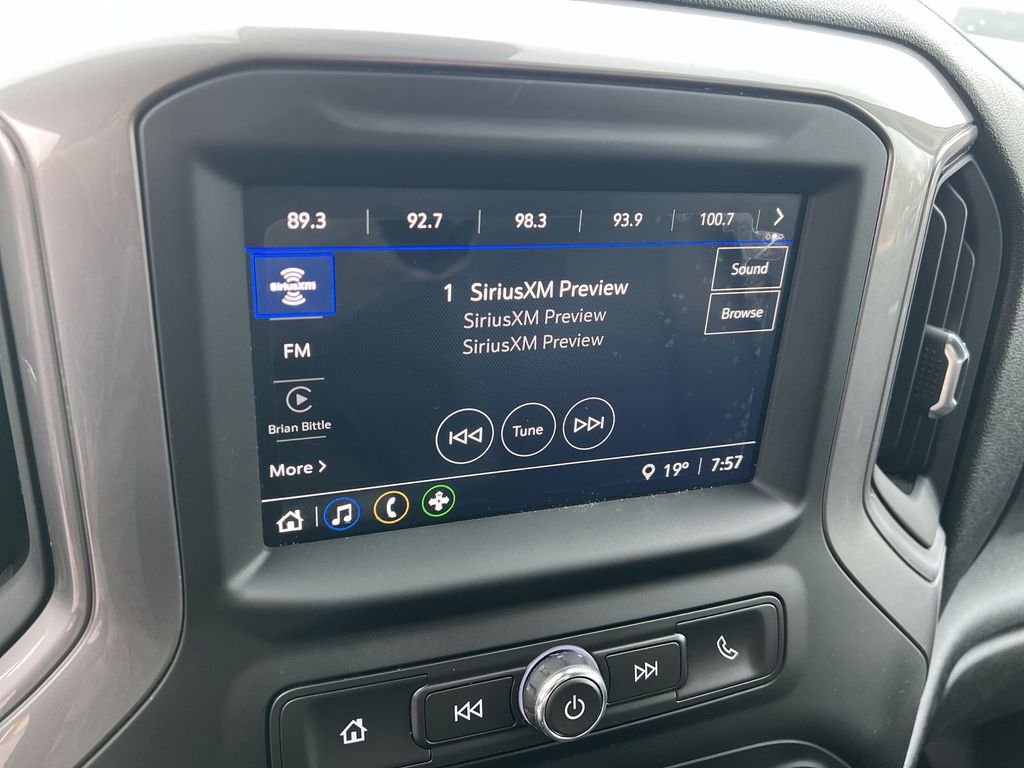 89.3 | 92.7 | 98.3 | 93.9 | 100.7 | >
SiriusXM
1 SiriusXM Preview
SiriusXM Preview
SiriusXM Preview
Sound
Browse
FM
Brian Bittle
More >
Tune
19° | 7:57